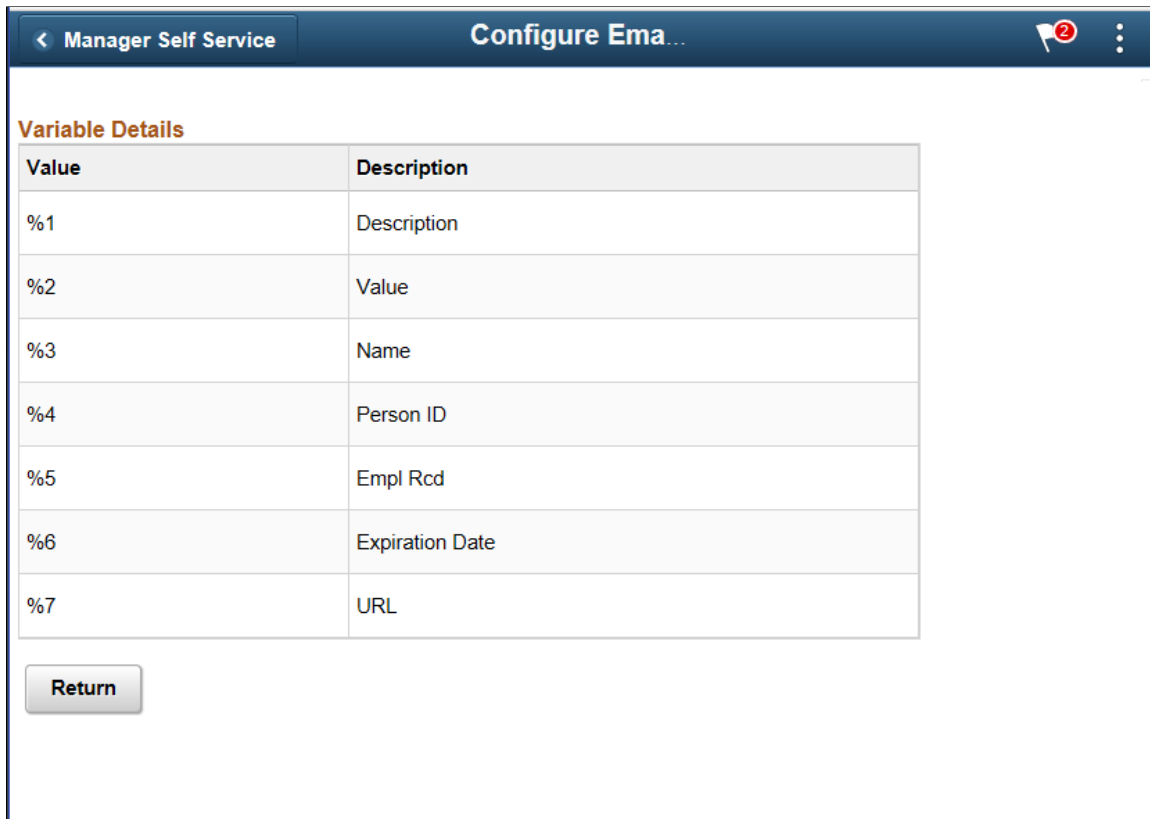 Manager Self Service Configure Ema... 2
Variable Details
Value Description
%1 Description
%2 Value
%3 Name
%4 Person ID
%5 Empl Rcd
%6 Expiration Date
%7 URL
Return